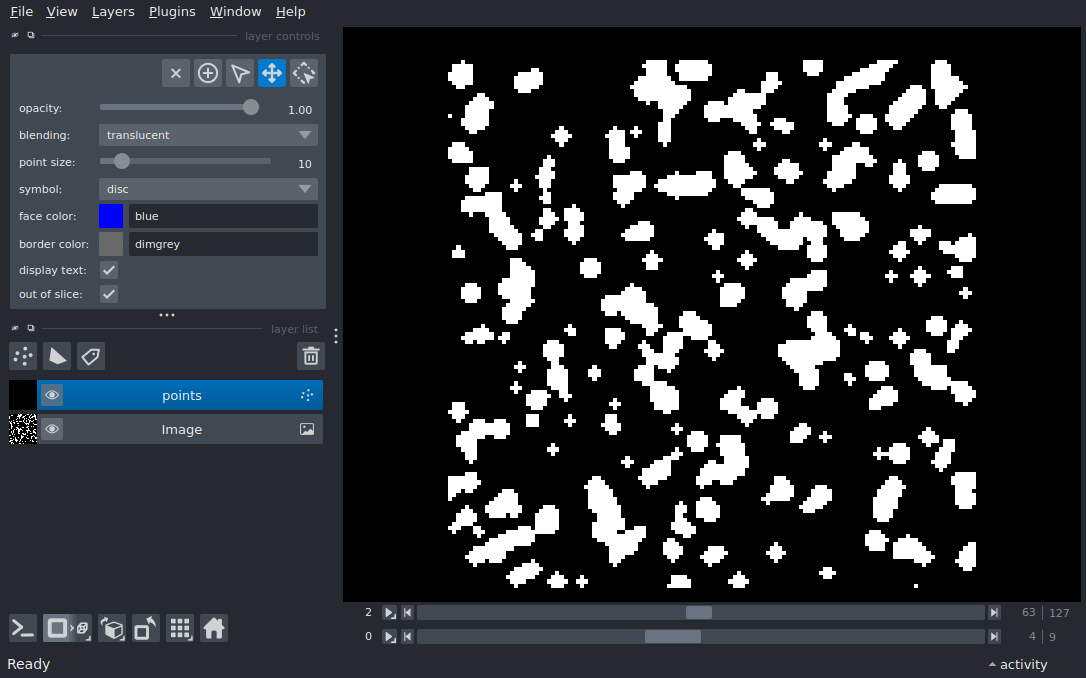 File View Layers Plugins Window Help
layer controls
opacity: 1.00
blending: translucent
point size: 10
symbol: disc
face color: blue
border color: dimgrey
display text:
out of slice:
layer list
points
Image
2 63 127
0 4 9
Ready activity